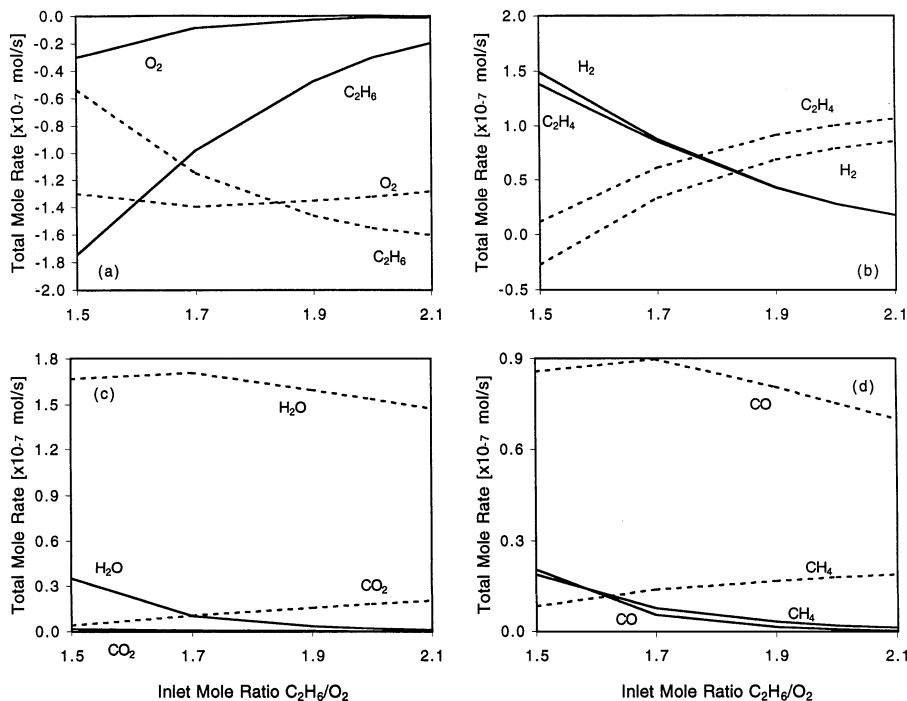 Total Mole Rate [x10-7 mol/s]
0.0
-0.2
-0.4
-0.6
-0.8
-1.0
-1.2
-1.4
-1.6
-1.8
-2.0
O₂
C₂H₆
O₂
C₂H₆
(a)
1.5 1.7 1.9 2.1
Total Mole Rate [x10-7 mol/s]
2.0
1.5
1.0
0.5
0.0
-0.5
H₂
C₂H₄
C₂H₄
H₂
(b)
1.5 1.7 1.9 2.1
Total Mole Rate [x10-7 mol/s]
1.8
1.5
1.2
0.9
0.6
0.3
0.0
(c)
H₂O
H₂O
CO₂
CO₂
1.5 1.7 1.9 2.1
Inlet Mole Ratio C₂H₆/O₂
Total Mole Rate [x10-7 mol/s]
0.9
0.6
0.3
0.0
(d)
CO
CH₄
CH₄
CO
1.5 1.7 1.9 2.1
Inlet Mole Ratio C₂H₆/O₂